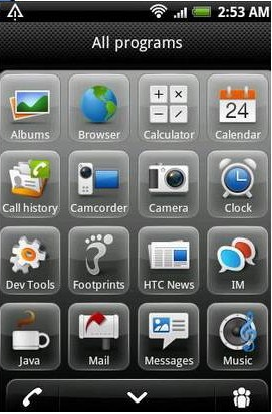 2:53 AM
All programs
Albums Browser Calculator Calendar
24
Call history Camcorder Camera Clock
Dev Tools Footprints HTC News IM
Java Mail Messages Music